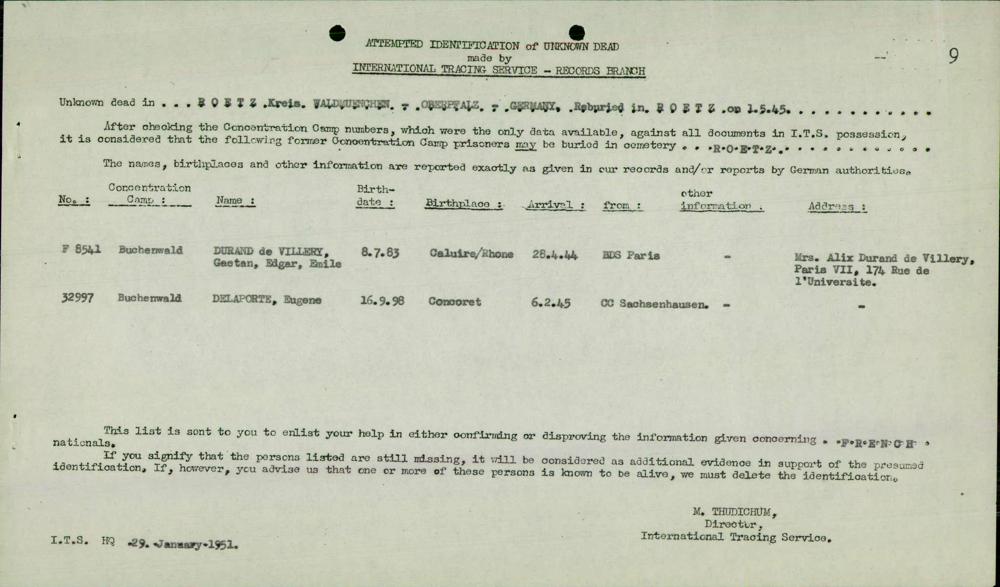 ATTEMPTED IDENTIFICATION of UNKNOWN DEAD
made by
INTERNATIONAL TRACING SERVICE - RECORDS BRANCH
9
Unknown dead in . . . R O E T Z .Kreis. WALDMUENCHEN. - .OBERPFALZ. - .GERMANY. .Reburied in. R O E T Z .on 1.5.45. . . . . . . . . . . .
After checking the Concentration Camp numbers, which were the only data available, against all documents in I.T.S. possession,
it is considered that the following former Concentration Camp prisoners may be buried in cemetery . . .R.O.E.T.Z. . . . . . . . . . . .
The names, birthplaces and other information are reported exactly as given in our records and/or reports by German authorities.
No. : Concentration Camp : Name : Birth-date : Birthplace : Arrival : from : other information : Address :
F 8541 Buchenwald DURAND de VILLERY, 8.7.83 Caluire/Rhone 28.4.44 BDS Paris - Mrs. Alix Durand de Villery,
Gaetan, Edgar, Emile Paris VII, 174 Rue de
l'Universite.
32997 Buchenwald DELAPORTE, Eugene 16.9.98 Concoret 6.2.45 CC Sachsenhausen. - -
This list is sent to you to enlist your help in either confirming or disproving the information given concerning . .F.R.E.N.C.H .
nationals.
If you signify that the persons listed are still missing, it will be considered as additional evidence in support of the presumed
identification. If, however, you advise us that one or more of these persons is known to be alive, we must delete the identification.
M. THUDICHUM,
Director,
International Tracing Service.
I.T.S. HQ .29. January.1951.